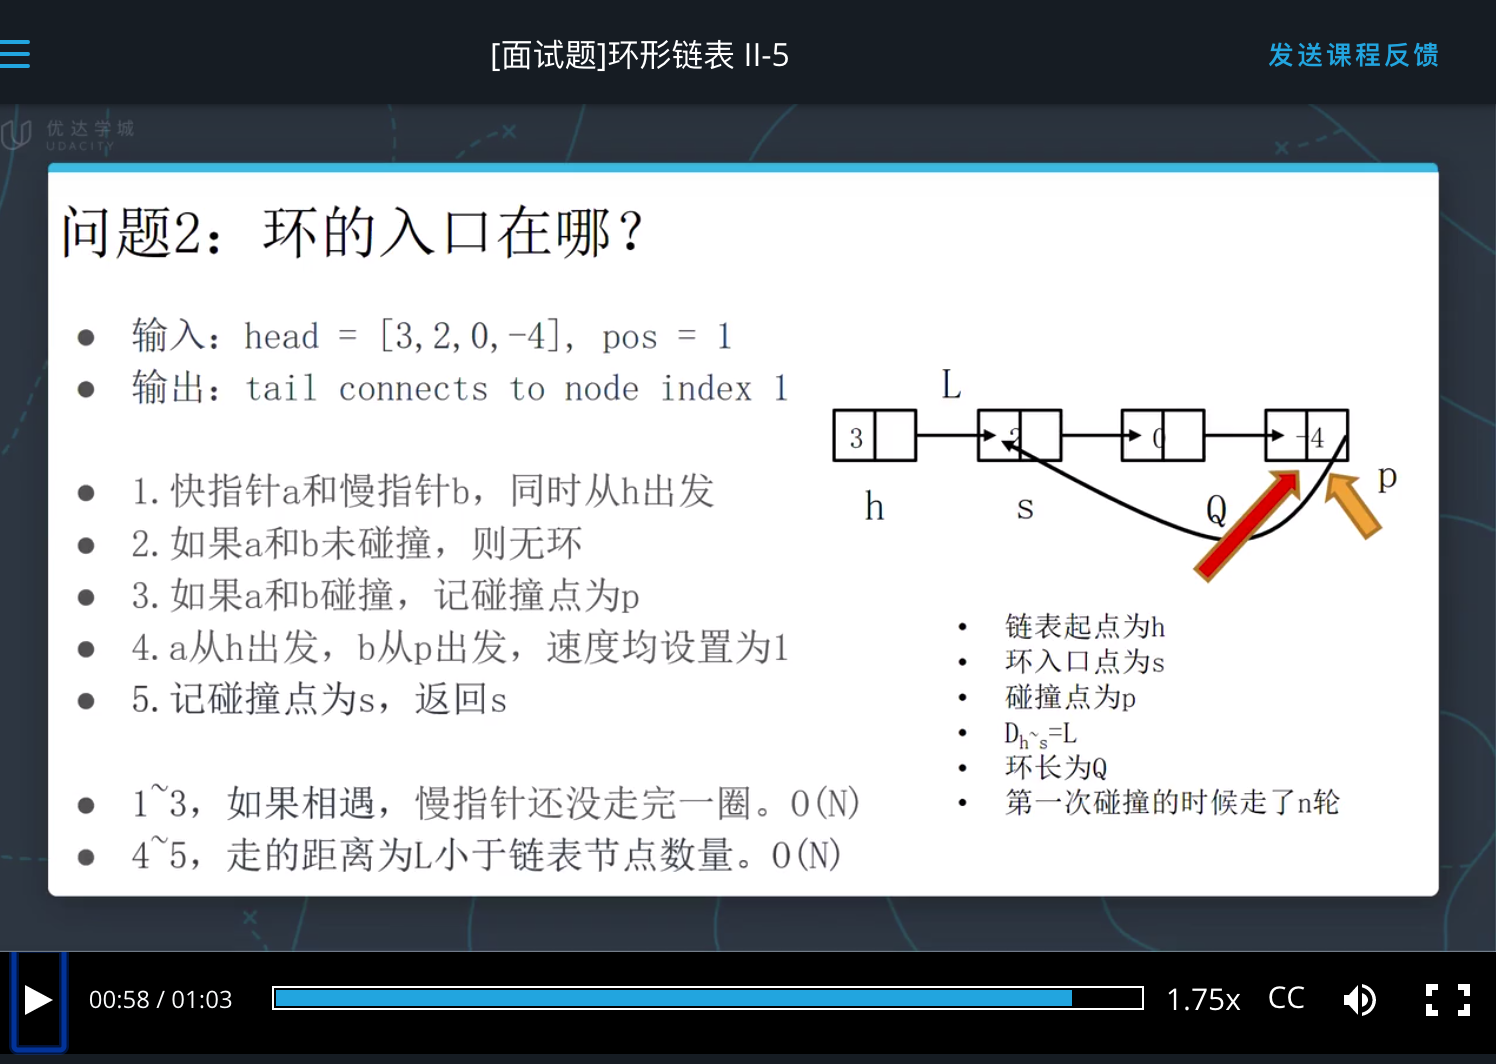 [面试题]环形链表 II-5
发送课程反馈
优达学城
UDACITY
问题2：环的入口在哪？
● 输入：head = [3,2,0,-4], pos = 1
● 输出：tail connects to node index 1
● 1.快指针a和慢指针b，同时从h出发
● 2.如果a和b未碰撞，则无环
● 3.如果a和b碰撞，记碰撞点为p
● 4.a从h出发，b从p出发，速度均设置为1
● 5.记碰撞点为s，返回s
● 1~3，如果相遇，慢指针还没走完一圈。O(N)
● 4~5，走的距离为L小于链表节点数量。O(N)
L
3 2 0 -4
h s Q p
• 链表起点为h
• 环入口点为s
• 碰撞点为p
• Dh~s=L
• 环长为Q
• 第一次碰撞的时候走了n轮
00:58 / 01:03
1.75x CC